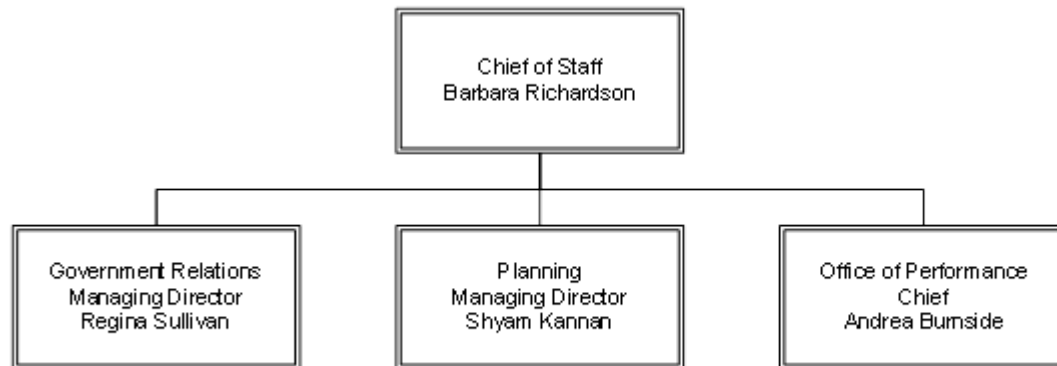 Chief of Staff
Barbara Richardson
Government Relations
Managing Director
Regina Sullivan
Planning
Managing Director
Shyam Kannan
Office of Performance
Chief
Andrea Burnside